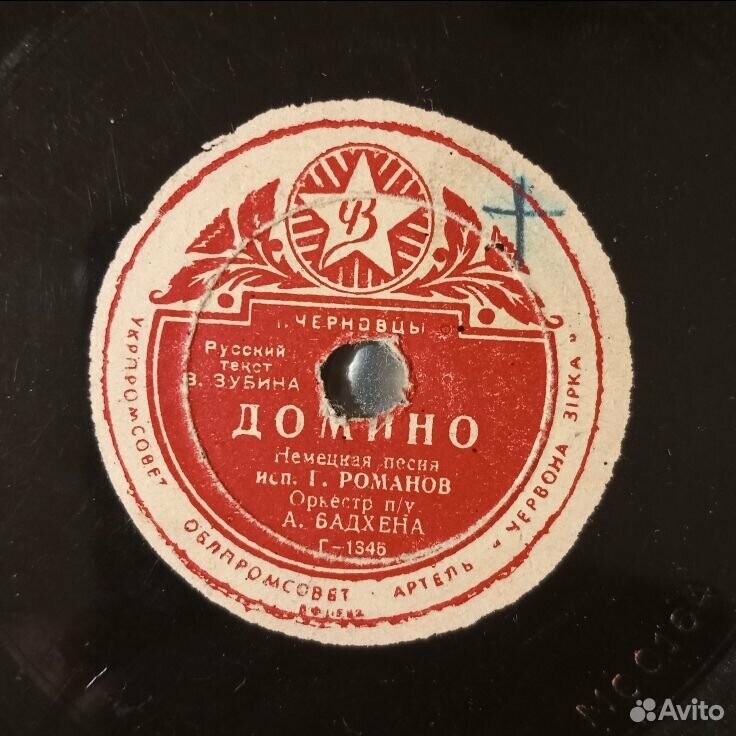 ЧЗ
г. ЧЕРНОВЦЫ
Русский
текст
В. ЗУБИНА
ДОМИНО
Немецкая песня
исп. Г. РОМАНОВ
Оркестр п/у
А. БАДХЕНА
Г-1345
УКРПРОМСОВЕТ ОБЛПРОМСОВЕТ АРТЕЛЬ „ЧЕРВОНА ЗІРКА"
Avito